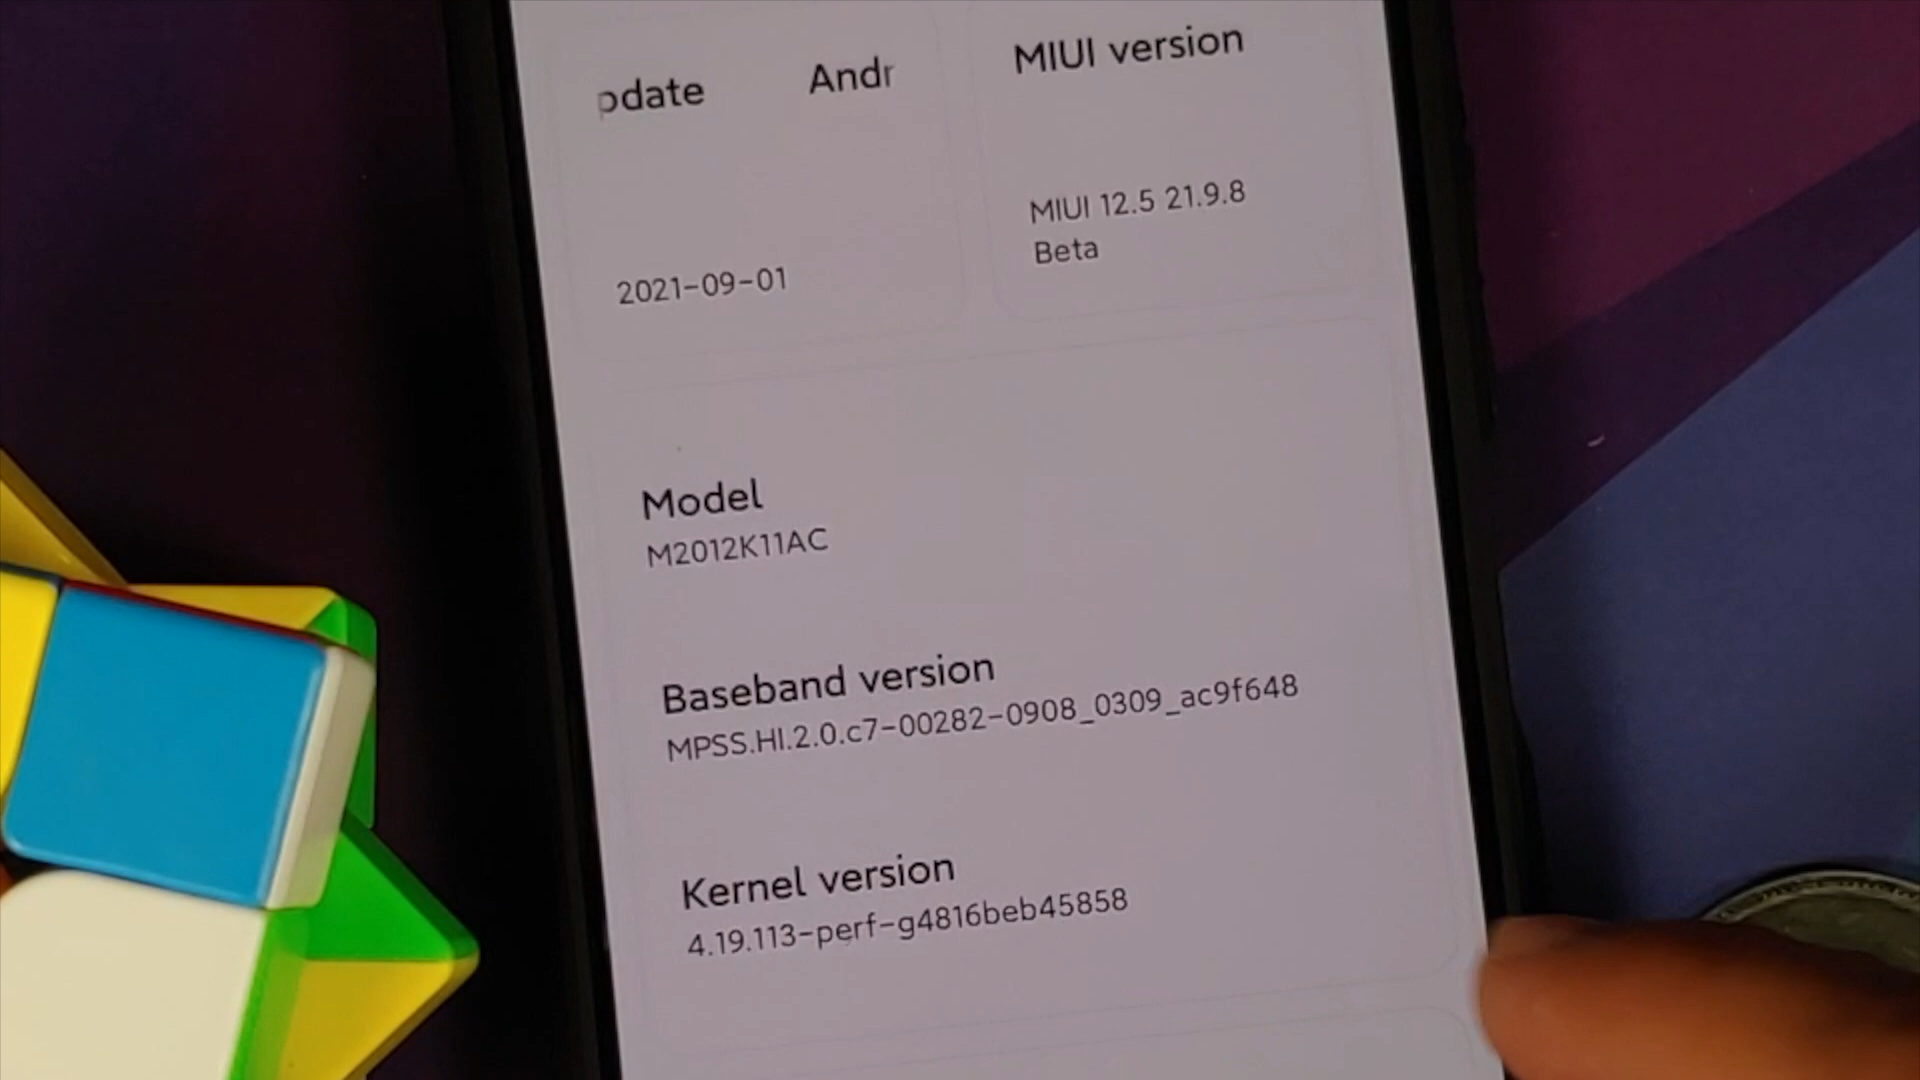 pdate Andr
2021-09-01
MIUI version
MIUI 12.5 21.9.8
Beta
Model
M2012K11AC
Baseband version
MPSS.HI.2.0.c7-00282-0908_0309_ac9f648
Kernel version
4.19.113-perf-g4816beb45858